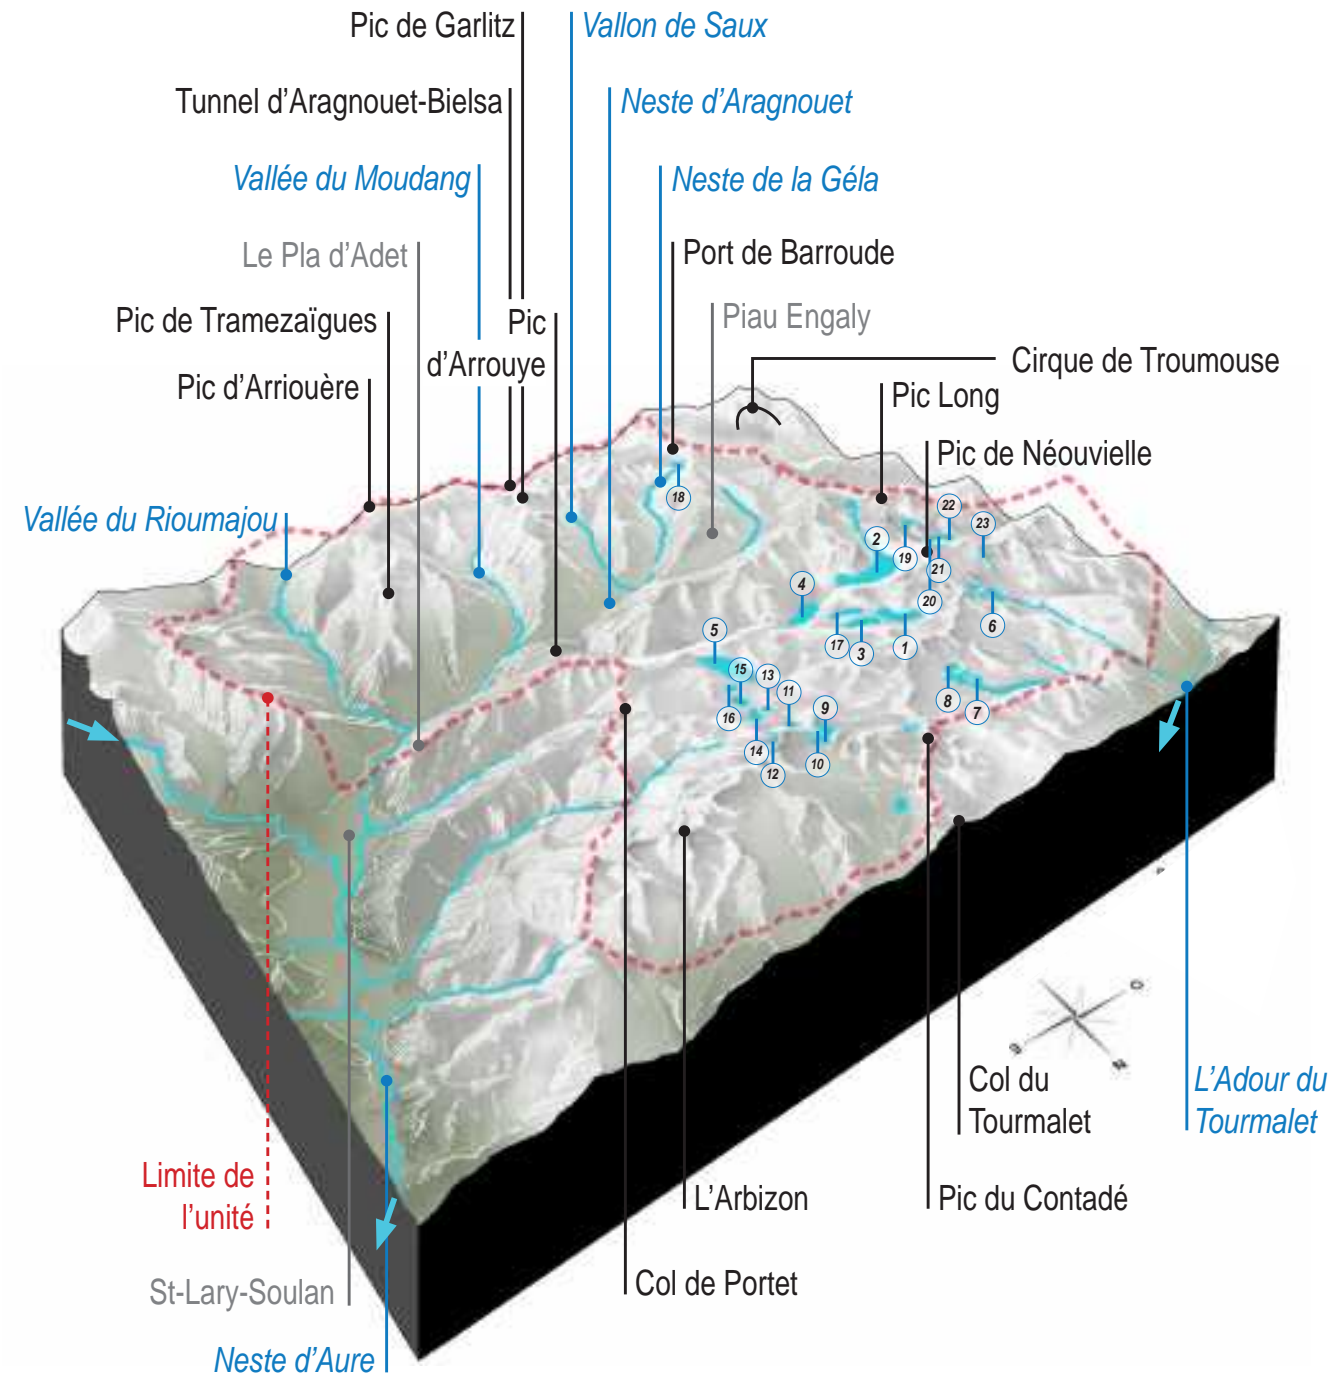 Pic de Garlitz
Vallon de Saux
Tunnel d'Aragnouet-Bielsa
Neste d'Aragnouet
Vallée du Moudang
Neste de la Géla
Le Pla d'Adet
Port de Barroude
Pic de Tramezaïgues
Pic
d'Arrouye
Piau Engaly
Cirque de Troumouse
Pic d'Arriouère
Pic Long
Pic de Néouvielle
Vallée du Rioumajou
18
22
23
2
19
21
20
4
6
17
3
1
5
15
13
11
9
16
14
12
10
8
7
O
N
Col du
Tourmalet
L'Adour du
Tourmalet
Limite de
l'unité
L'Arbizon
Pic du Contadé
St-Lary-Soulan
Col de Portet
Neste d'Aure